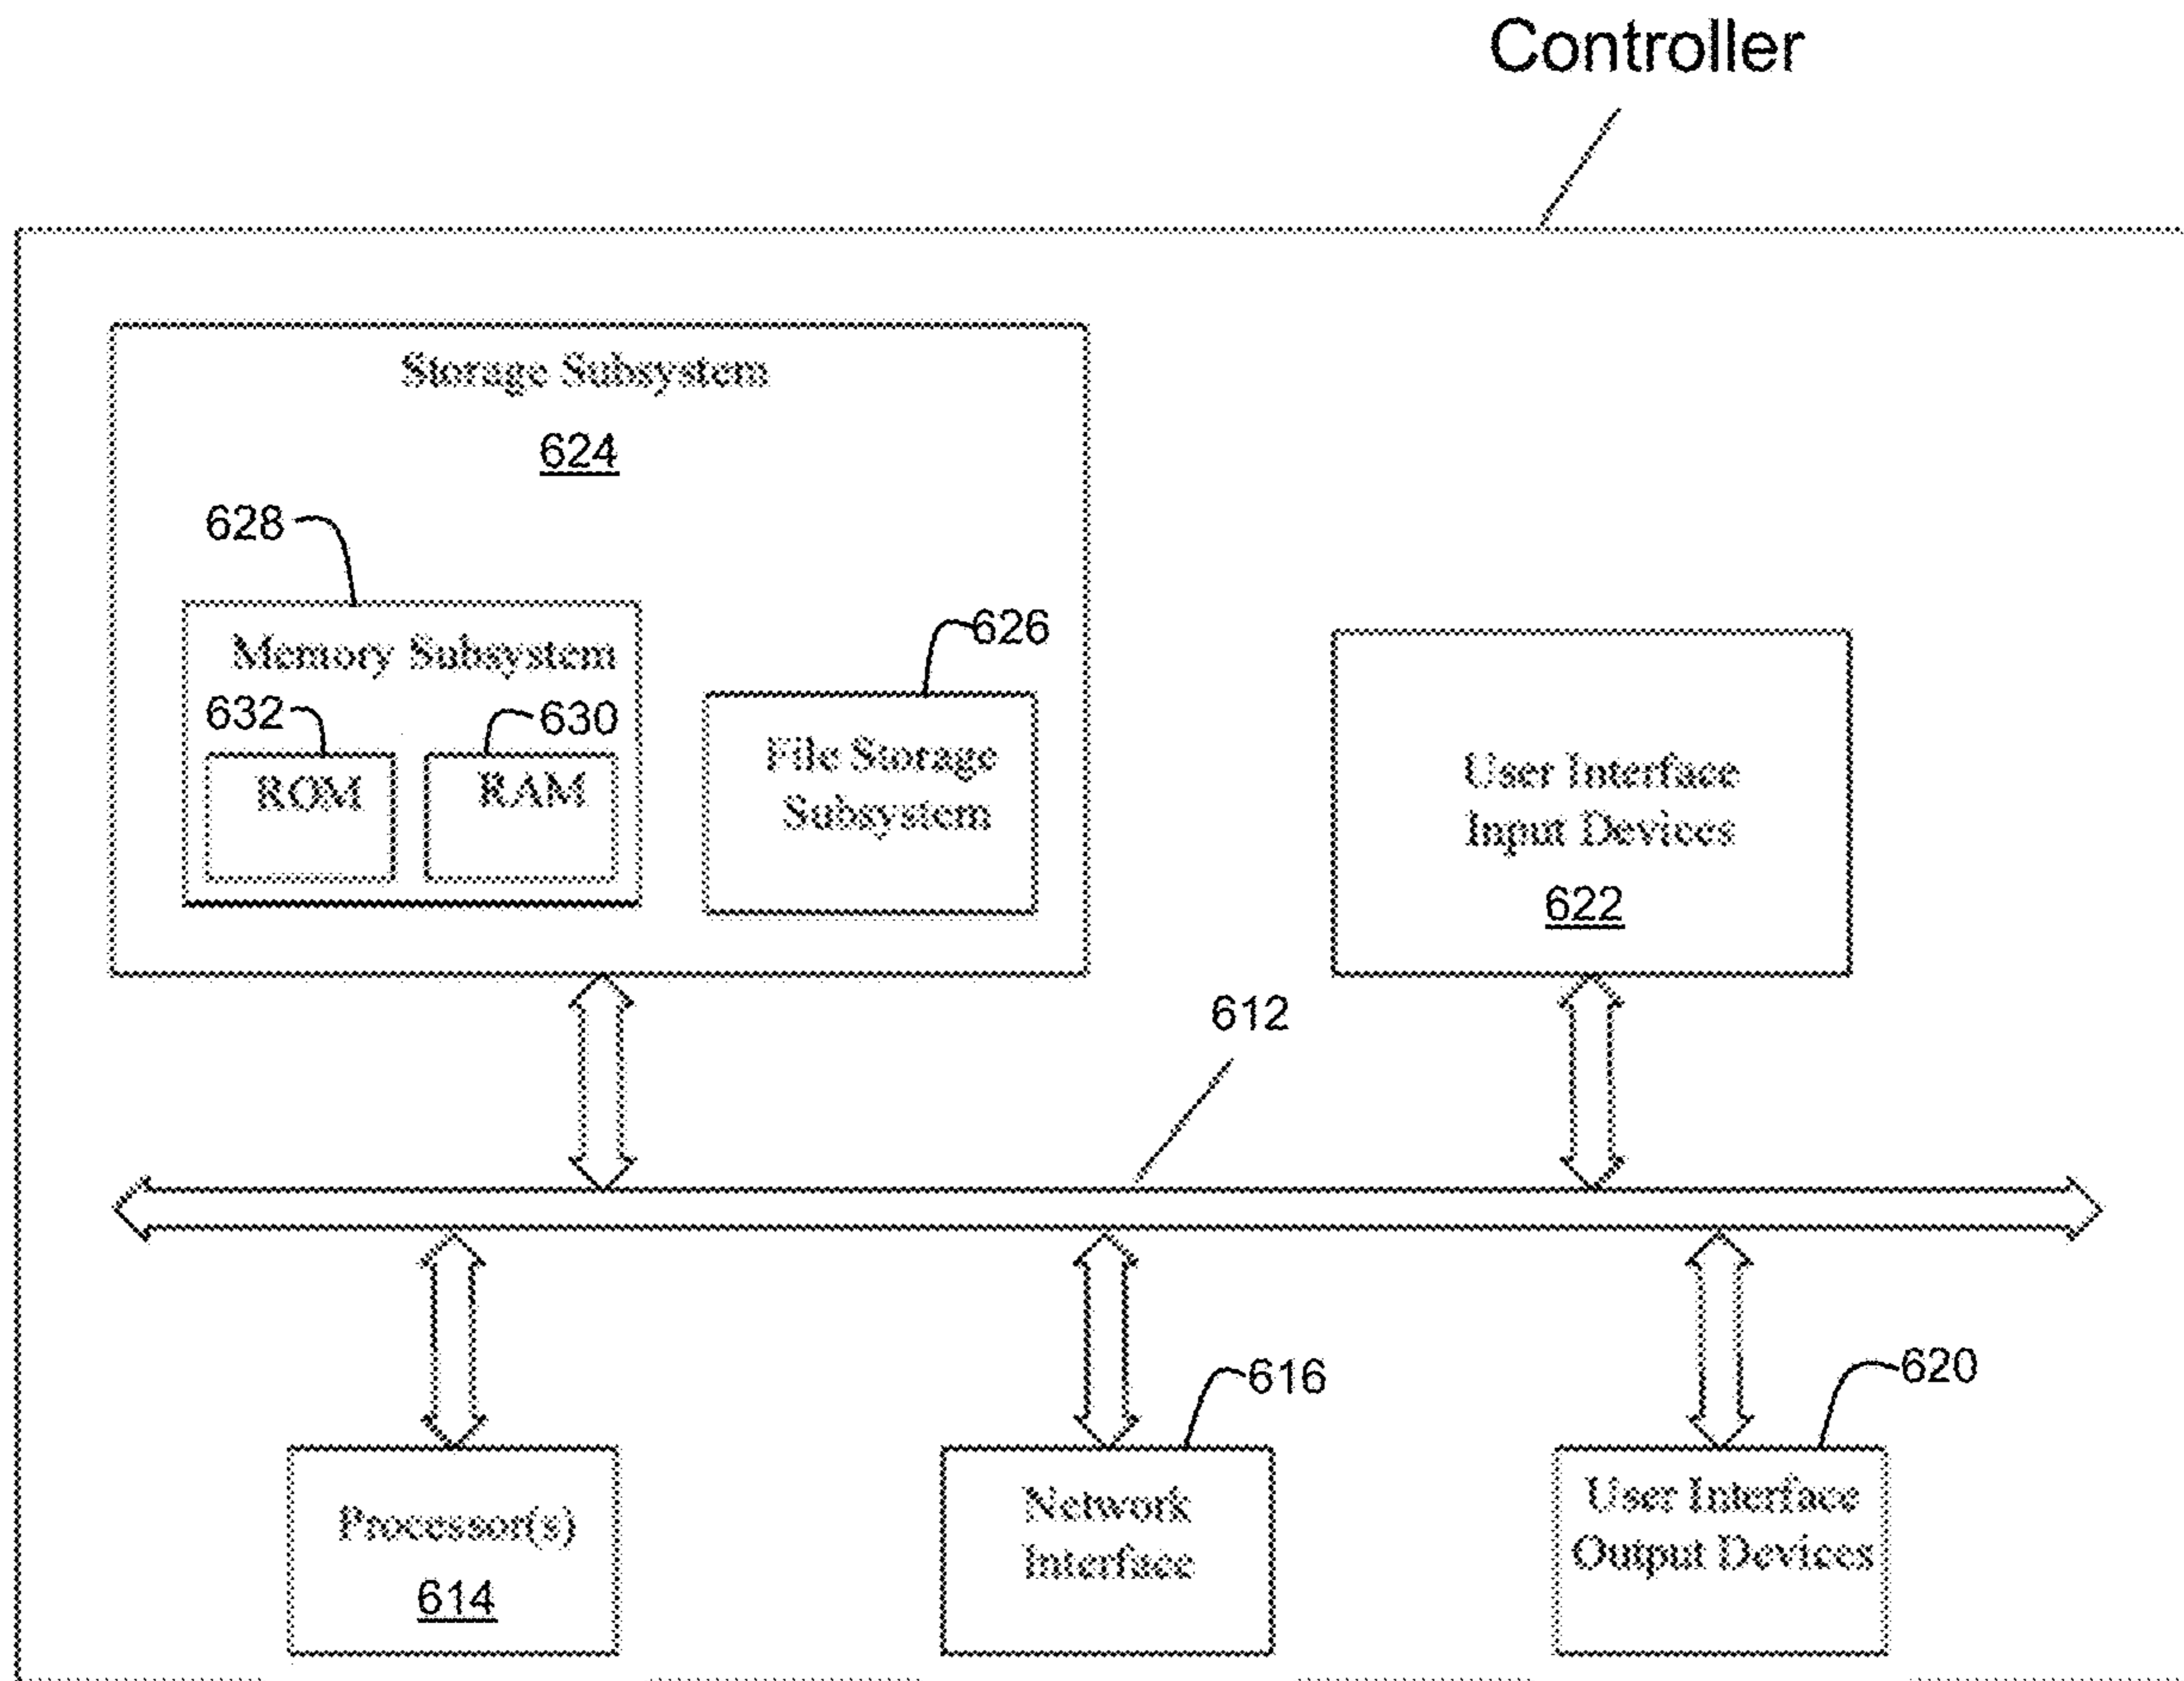 Controller
Storage Subsystem
624
628
Memory Subsystem
626
632
630
ROM
RAM
File Storage
Subsystem
User Interface
Input Devices
622
612
616
620
Processor(s)
614
Network
Interface
User Interface
Output Devices